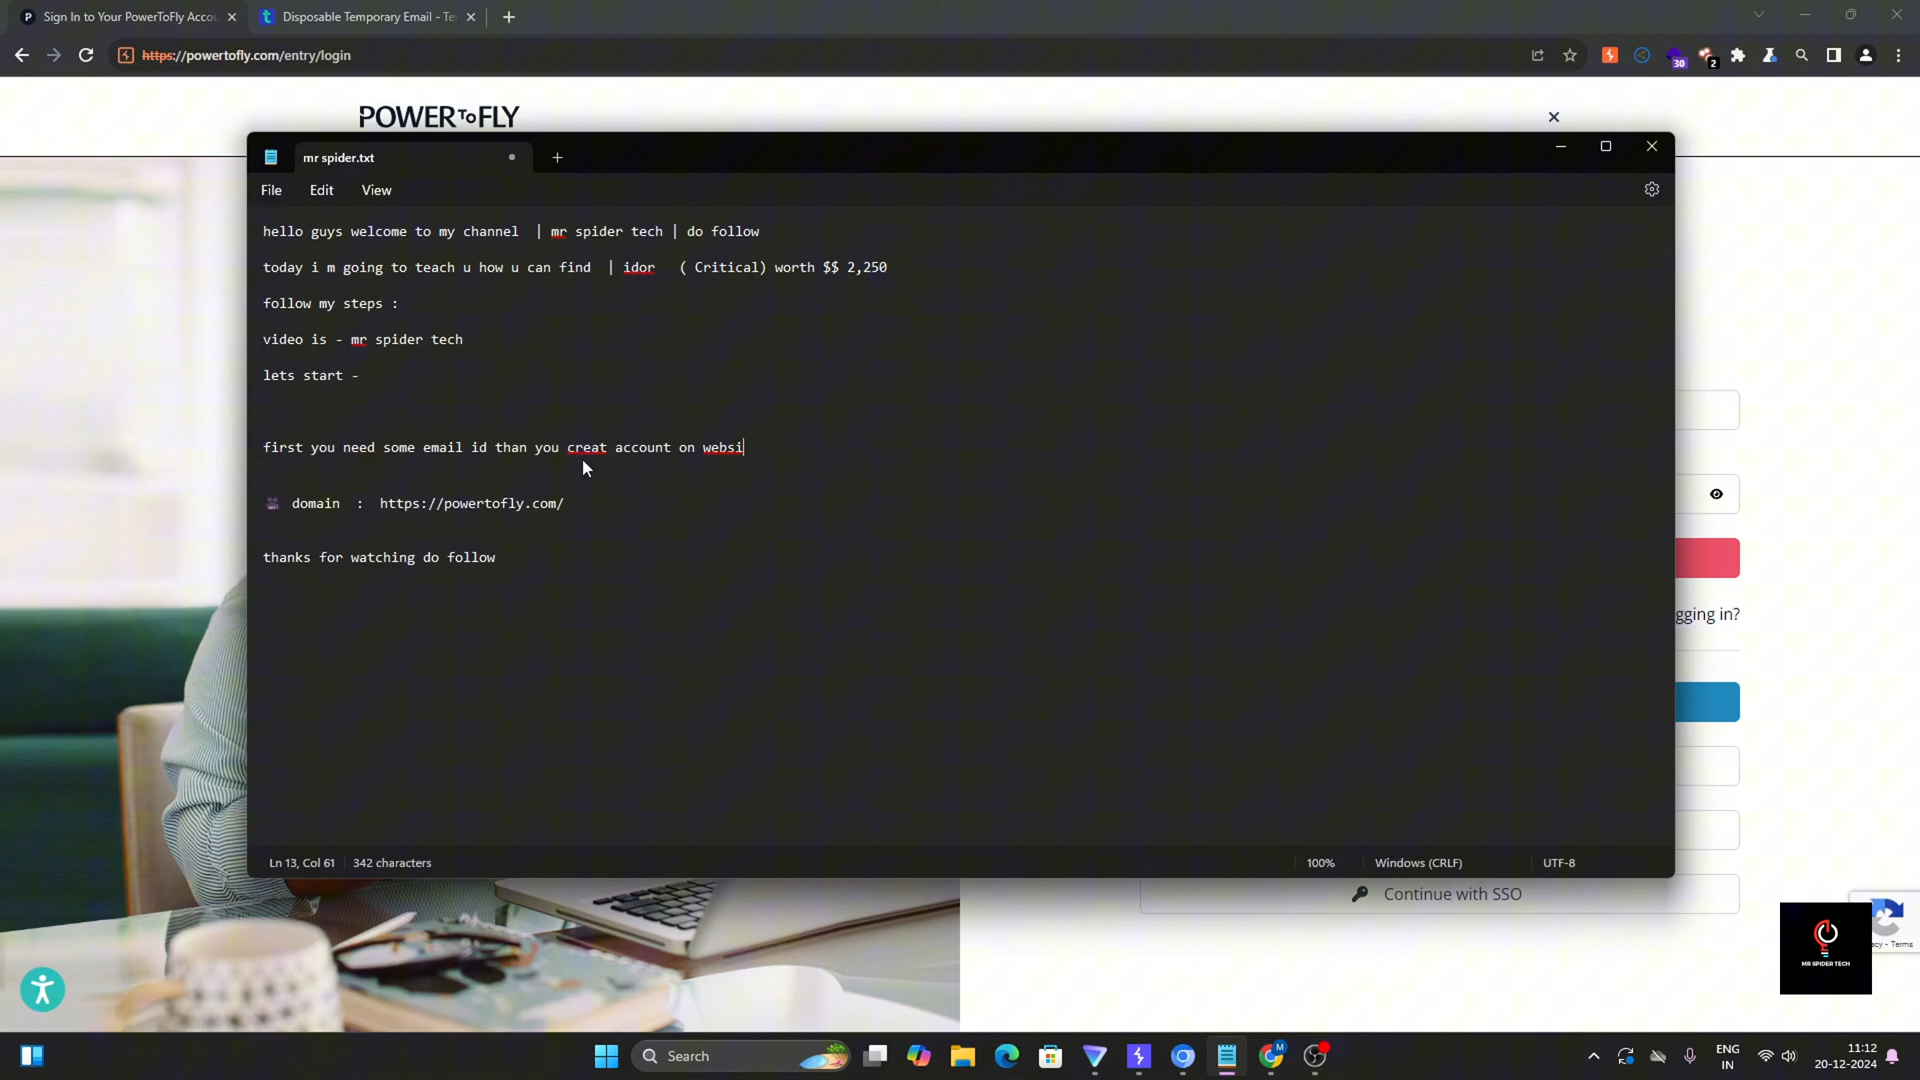 Sign In to Your PowerToFly Accou
Disposable Temporary Email - Te
https://powertofly.com/entry/login
30
2
POWERTOFLY
mr spider.txt
File Edit View
hello guys welcome to my channel | mr spider tech | do follow
today i m going to teach u how u can find | idor ( Critical) worth $$ 2,250
follow my steps :
video is - mr spider tech
lets start -
first you need some email id than you creat account on websi
domain : https://powertofly.com/
thanks for watching do follow
gging in?
Ln 13, Col 61 342 characters 100% Windows (CRLF) UTF-8
Continue with SSO
acy - Terms
MR SPIDER TECH
Search
M
ENG
IN
11:12
20-12-2024